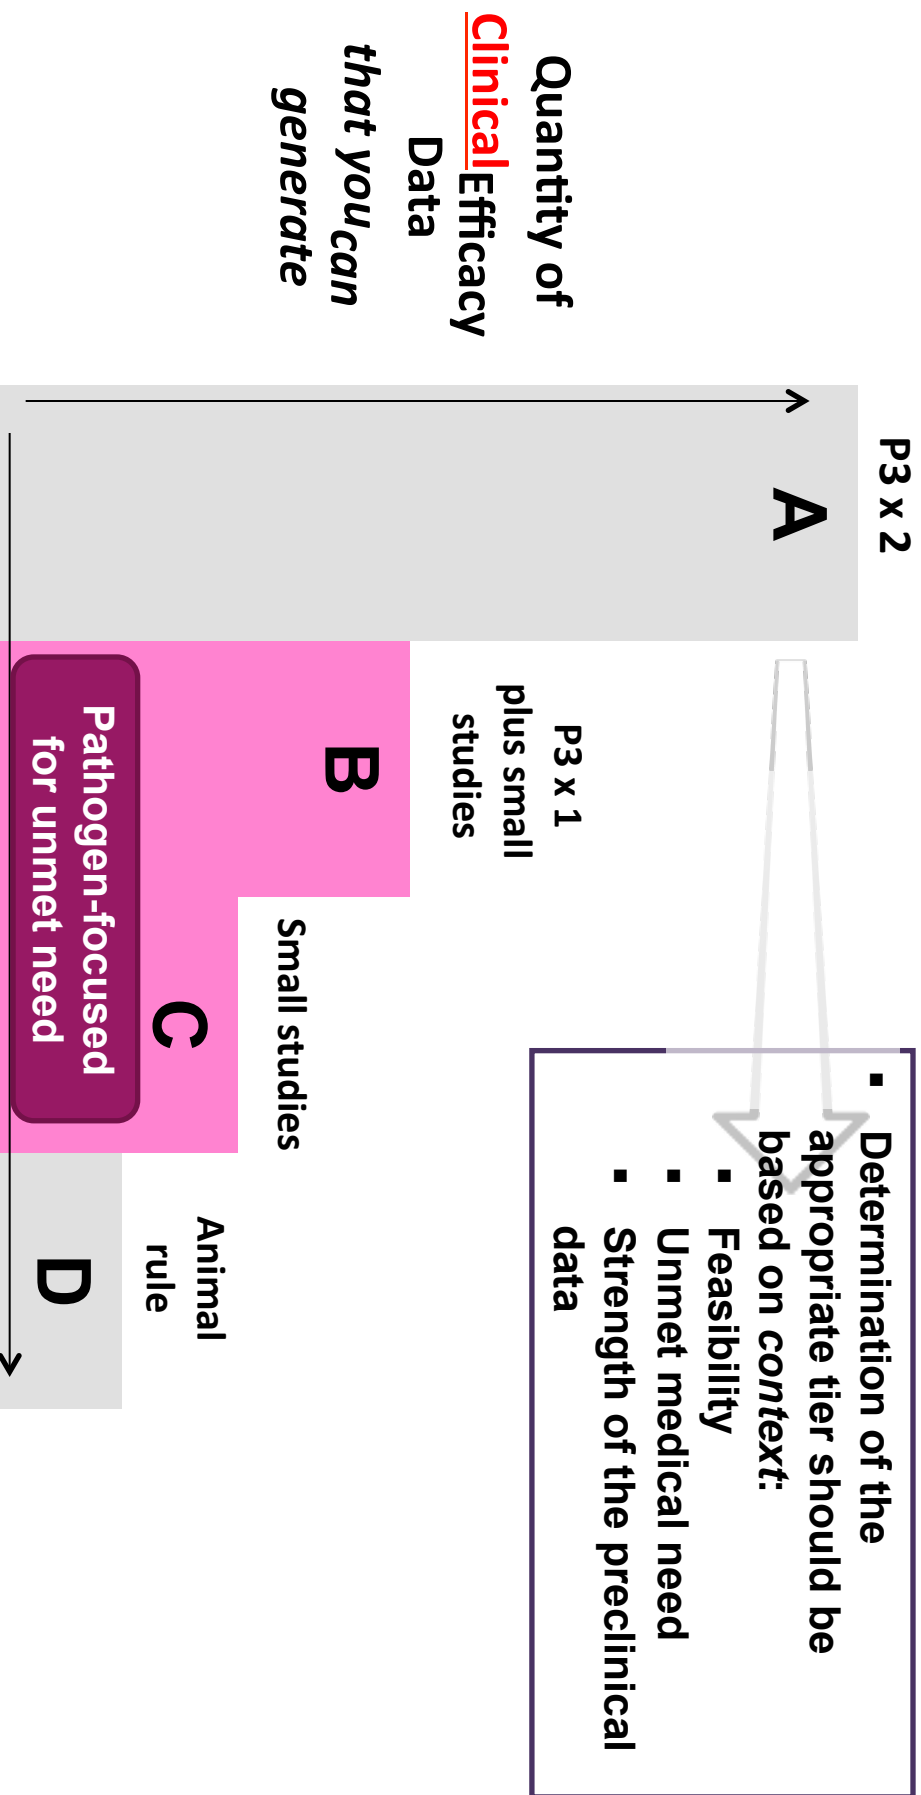 Quantity of
Clinical Efficacy
Data
that you can
generate
P3 x 2
A
P3 x 1
plus small
studies
B
Small studies
C
Pathogen-focused
for unmet need
Animal
rule
D
▪ Determination of the
appropriate tier should be
based on context:
▪ Feasibility
▪ Unmet medical need
▪ Strength of the preclinical
data